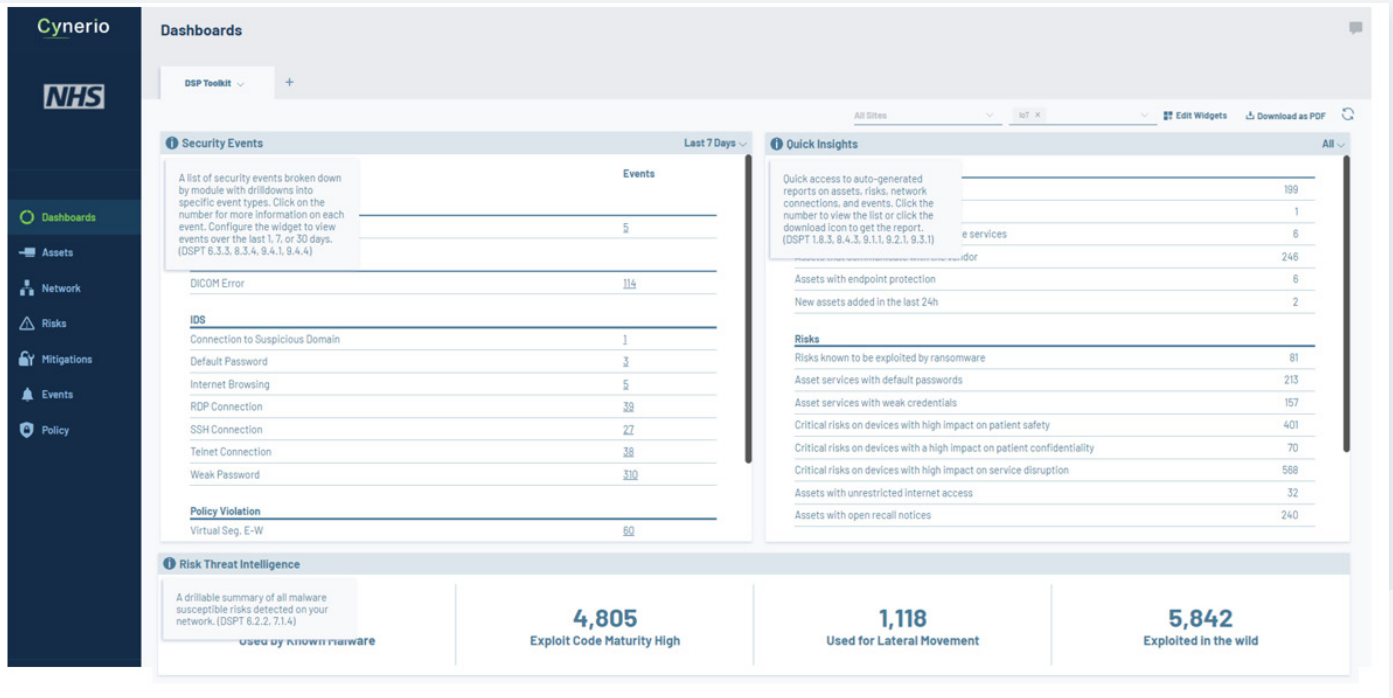 Cynerio
Dashboards
NHS
DSP Toolkit
+
All Sites
IoT ×
Edit Widgets
Download as PDF
Dashboards
Assets
Network
Risks
Mitigations
Events
Policy
Security Events
Last 7 Days
A list of security events broken down
by module with drilldowns into
specific event types. Click on the
number for more information on each
event. Configure the widget to view
events over the last 1, 7, or 30 days.
(DSPT 6.3.3, 8.3.4, 9.4.1, 9.4.4)
Events
5
DICOM Error 114
IDS
Connection to Suspicious Domain 1
Default Password 3
Internet Browsing 5
RDP Connection 39
SSH Connection 27
Telnet Connection 38
Weak Password 310
Policy Violation
Virtual Seg. E-W 60
Quick Insights
All
Quick access to auto-generated
reports on assets, risks, network
connections, and events. Click the
number to view the list or click the
download icon to get the report.
(DSPT 1.8.3, 8.4.3, 9.1.1, 9.2.1, 9.3.1)
199
1
services 6
246
Assets with endpoint protection 6
New assets added in the last 24h 2
Risks
Risks known to be exploited by ransomware 81
Asset services with default passwords 213
Asset services with weak credentials 157
Critical risks on devices with high impact on patient safety 401
Critical risks on devices with a high impact on patient confidentiality 70
Critical risks on devices with high impact on service disruption 568
Assets with unrestricted internet access 32
Assets with open recall notices 240
Risk Threat Intelligence
A drillable summary of all malware
susceptible risks detected on your
network. (DSPT 6.2.2, 7.1.4)
Used by Known Malware
4,805
Exploit Code Maturity High
1,118
Used for Lateral Movement
5,842
Exploited in the wild